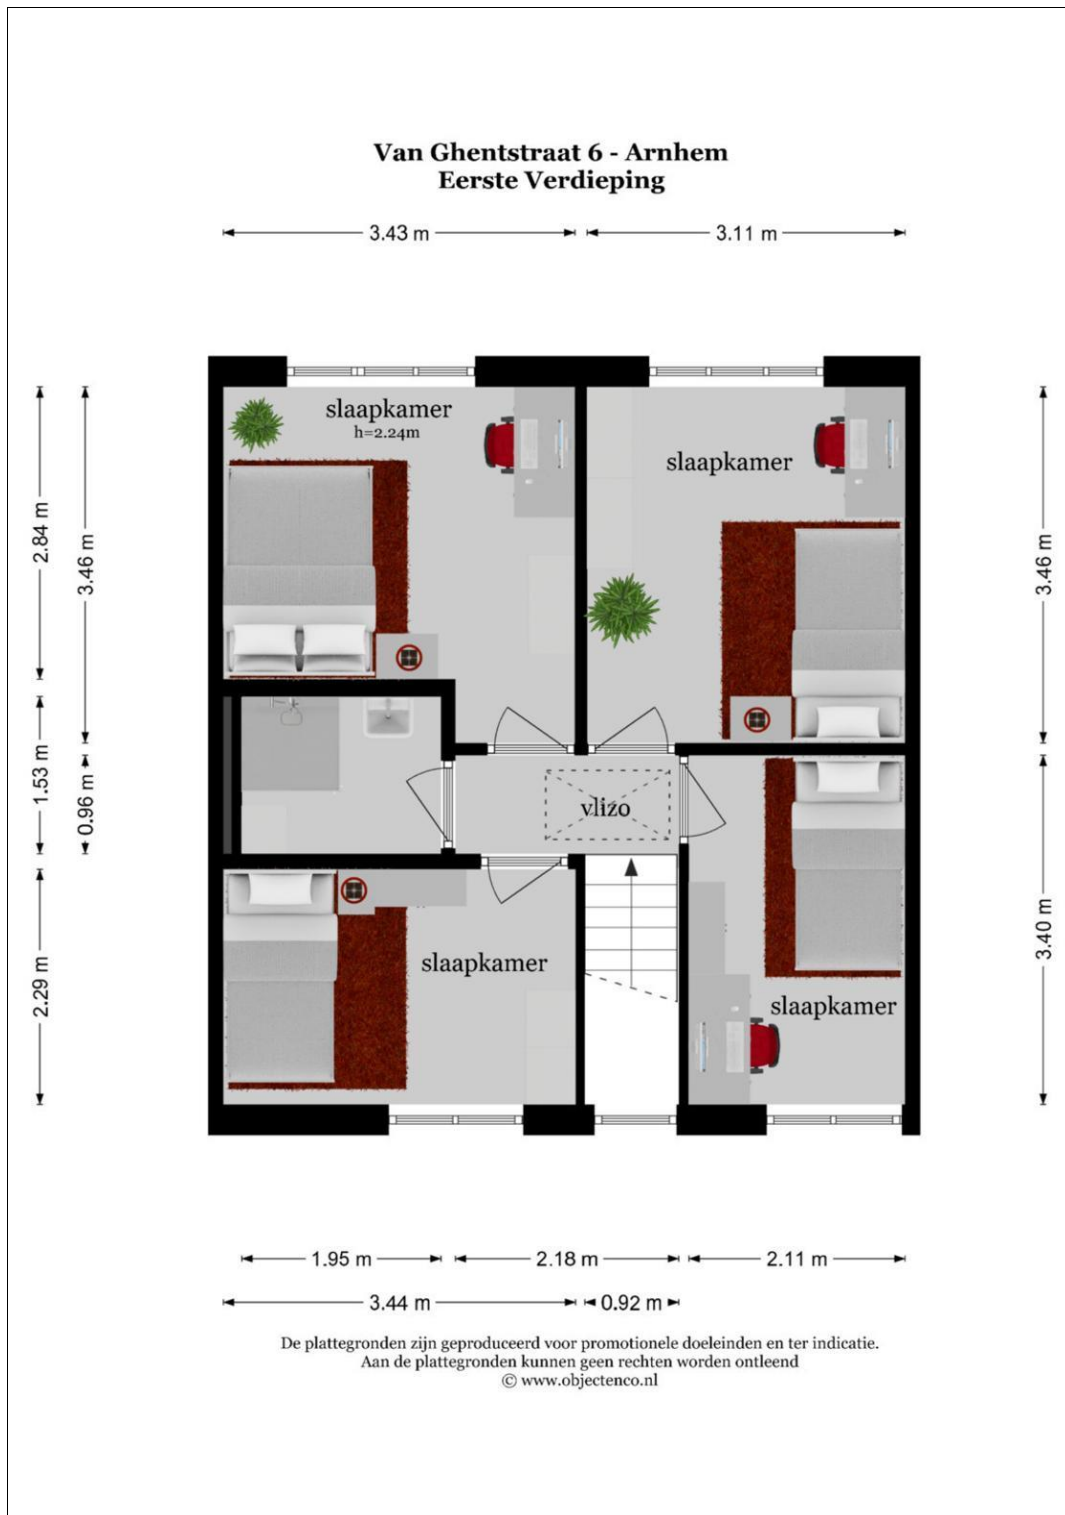 Van Ghentstraat 6 - Arnhem
Eerste Verdieping
3.43 m
3.11 m
slaapkamer
h=2.24m
slaapkamer
2.84 m
3.46 m
3.46 m
1.53 m
0.96 m
vlizo
slaapkamer
slaapkamer
2.29 m
3.40 m
1.95 m
2.18 m
2.11 m
3.44 m
0.92 m
De plattegronden zijn geproduceerd voor promotionele doeleinden en ter indicatie.
Aan de plattegronden kunnen geen rechten worden ontleend
© www.objectenco.nl